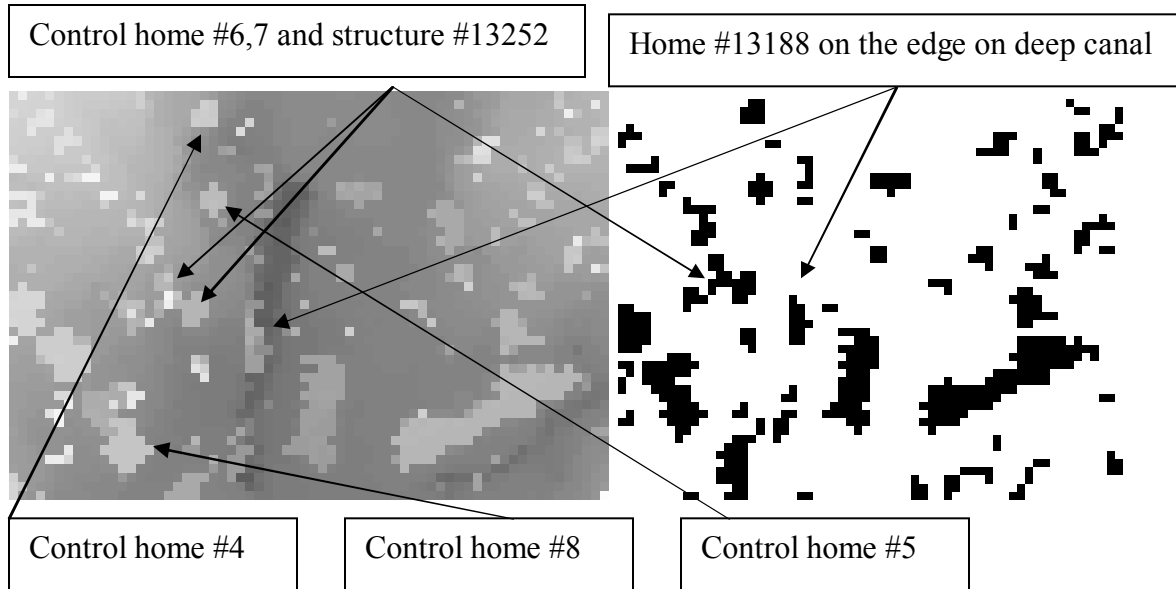 Control home #6,7 and structure #13252
Home #13188 on the edge on deep canal
Control home #4
Control home #8
Control home #5